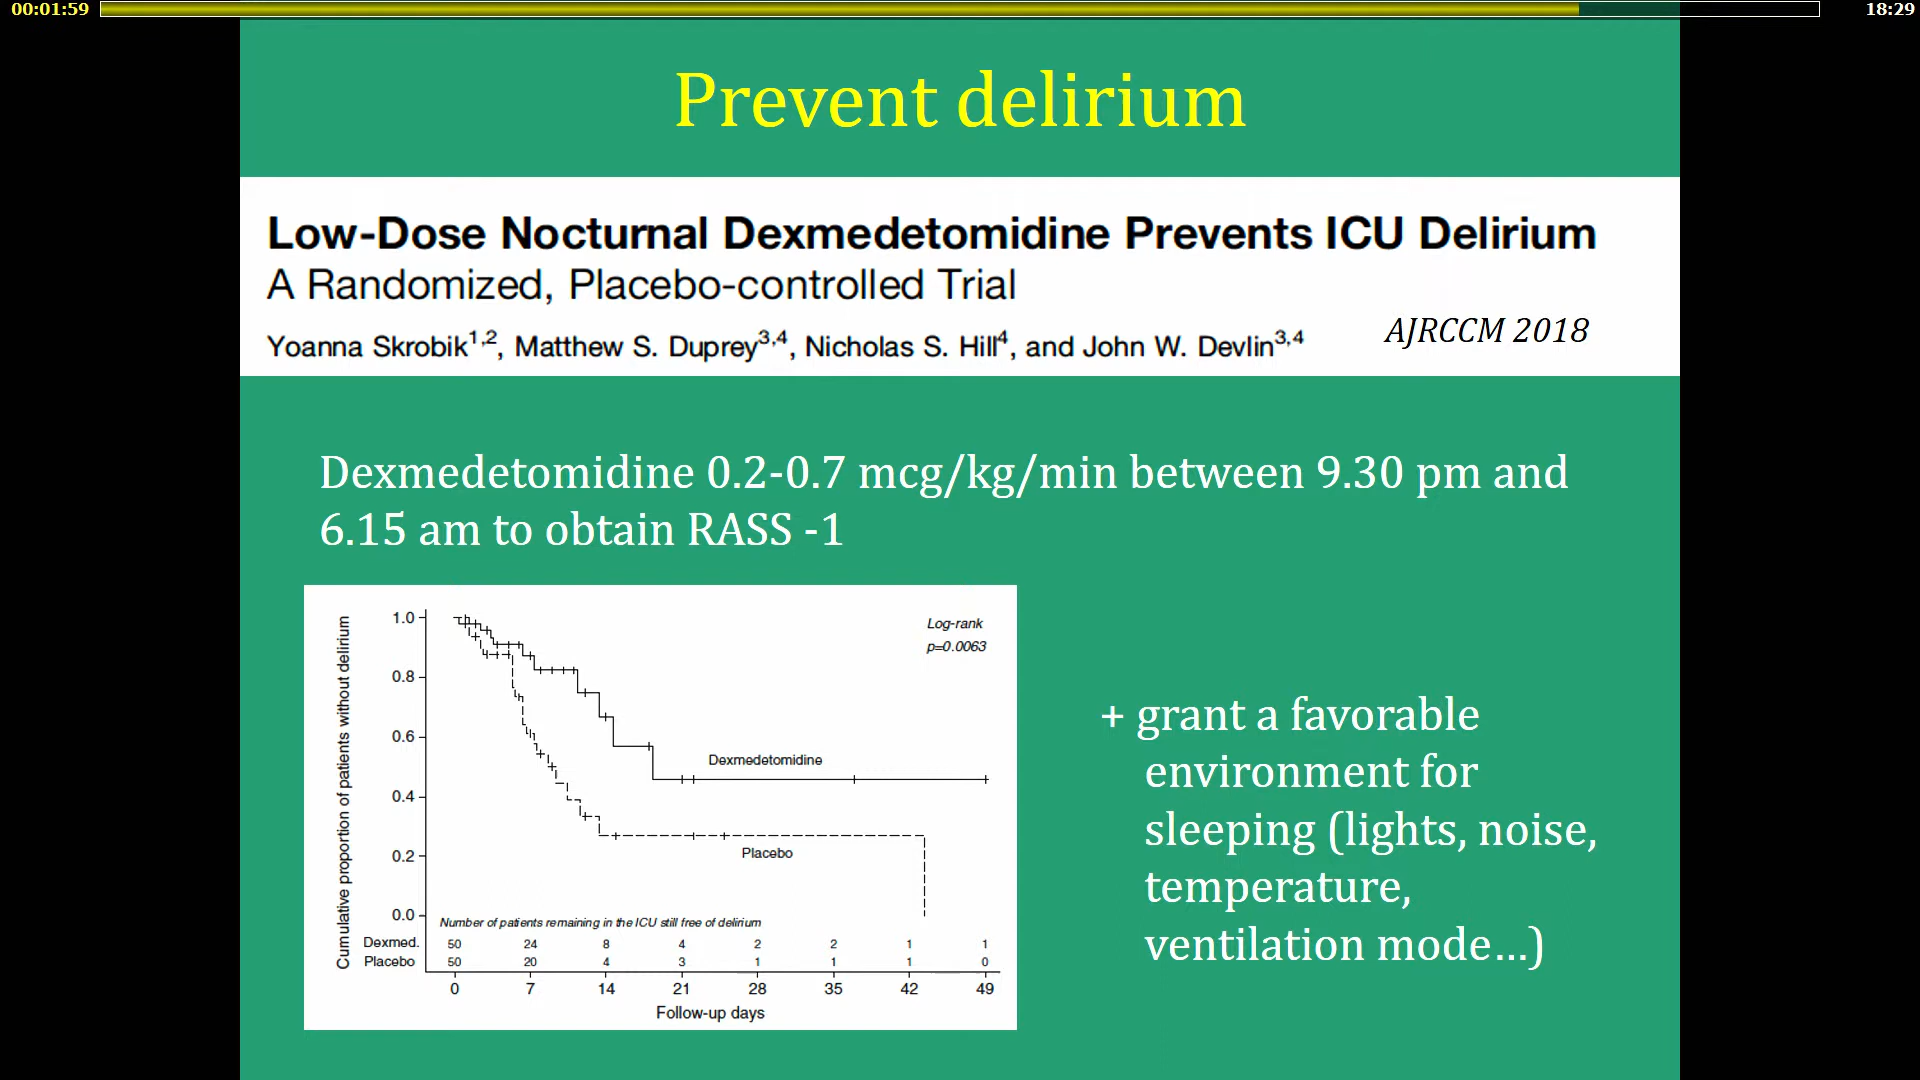 00:01:59
18:29
Prevent delirium
Low-Dose Nocturnal Dexmedetomidine Prevents ICU Delirium
A Randomized, Placebo-controlled Trial
Yoanna Skrobik1,2, Matthew S. Duprey3,4, Nicholas S. Hill4, and John W. Devlin3,4
AJRCCM 2018
Dexmedetomidine 0.2-0.7 mcg/kg/min between 9.30 pm and
6.15 am to obtain RASS -1
Cumulative proportion of patients without delirium
1.0
0.8
0.6
0.4
0.2
0.0
Log-rank
p=0.0063
Dexmedetomidine
Placebo
Number of patients remaining in the ICU still free of delirium
Dexmed. 50 24 8 4 2 2 1 1
Placebo 50 20 4 3 1 1 1 0
0 7 14 21 28 35 42 49
Follow-up days
+ grant a favorable
environment for
sleeping (lights, noise,
temperature,
ventilation mode...)